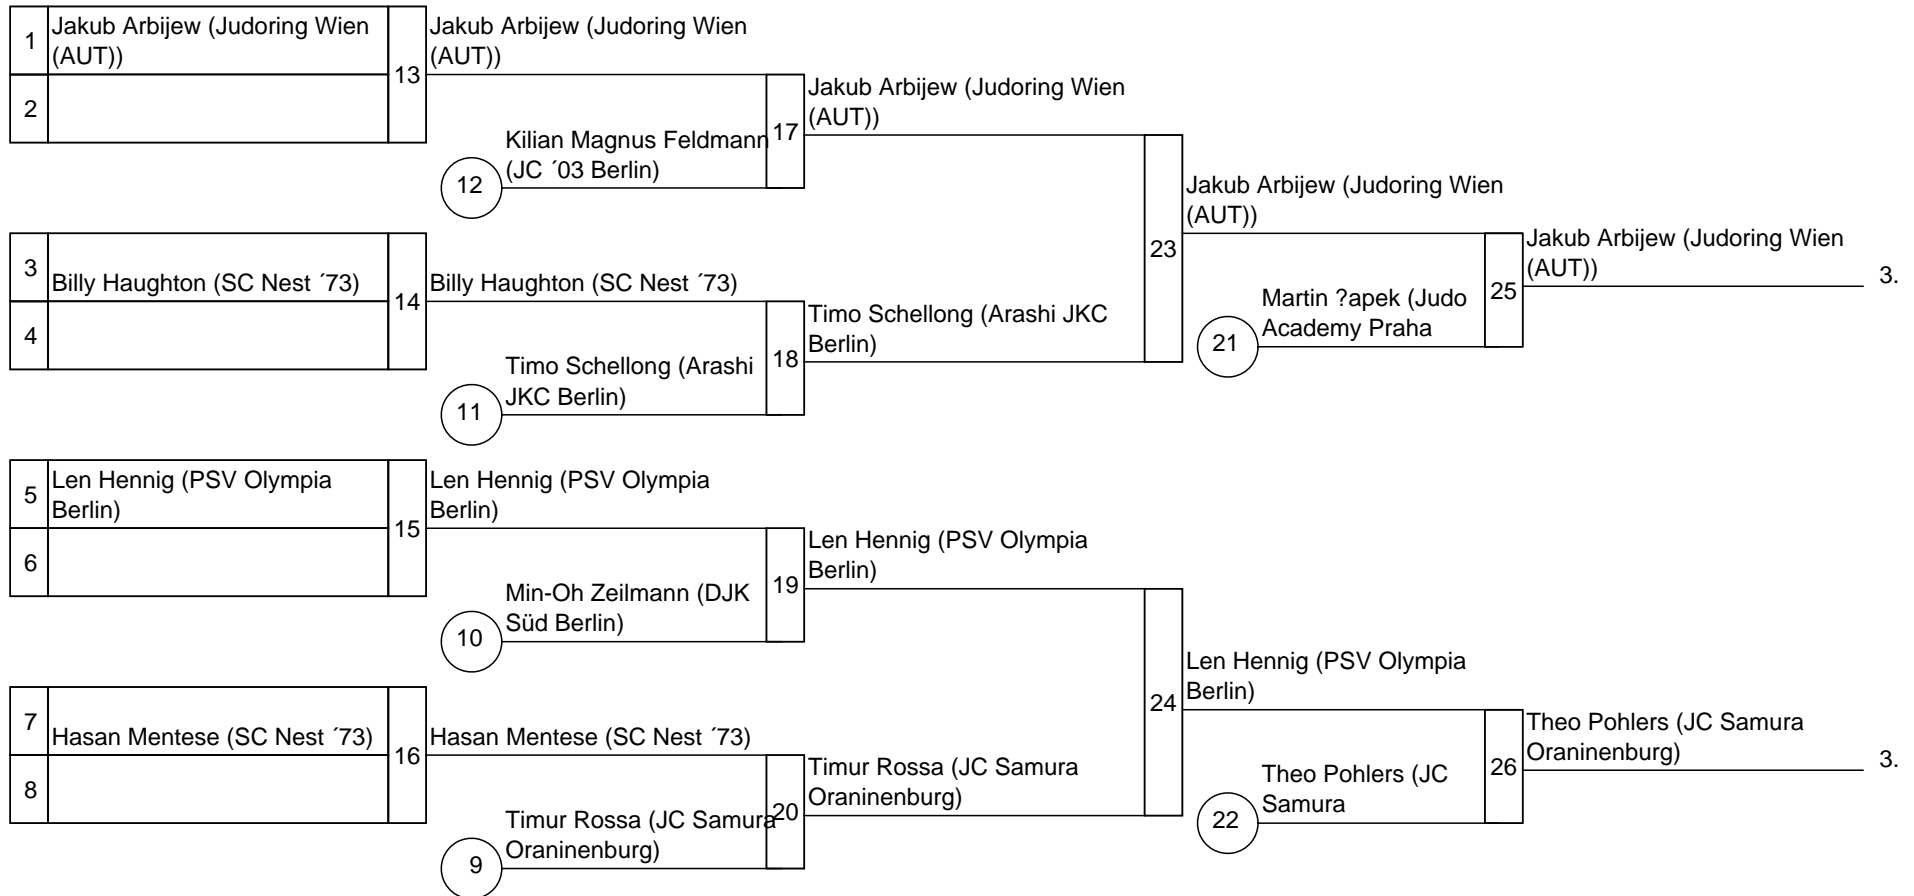 1
Jakub Arbijew (Judoring Wien
(AUT))
2
13
Jakub Arbijew (Judoring Wien
(AUT))
12
Kilian Magnus Feldmann
(JC ´03 Berlin)
17
Jakub Arbijew (Judoring Wien
(AUT))
3
Billy Haughton (SC Nest ´73)
4
14
Billy Haughton (SC Nest ´73)
11
Timo Schellong (Arashi
JKC Berlin)
18
Timo Schellong (Arashi JKC
Berlin)
23
Jakub Arbijew (Judoring Wien
(AUT))
21
Martin ?apek (Judo
Academy Praha
25
Jakub Arbijew (Judoring Wien
(AUT))
3.
5
Len Hennig (PSV Olympia
Berlin)
6
15
Len Hennig (PSV Olympia
Berlin)
10
Min-Oh Zeilmann (DJK
Süd Berlin)
19
Len Hennig (PSV Olympia
Berlin)
7
Hasan Mentese (SC Nest ´73)
8
16
Hasan Mentese (SC Nest ´73)
9
Timur Rossa (JC Samura
Oraninenburg)
20
Timur Rossa (JC Samura
Oraninenburg)
24
Len Hennig (PSV Olympia
Berlin)
22
Theo Pohlers (JC
Samura
26
Theo Pohlers (JC Samura
Oraninenburg)
3.